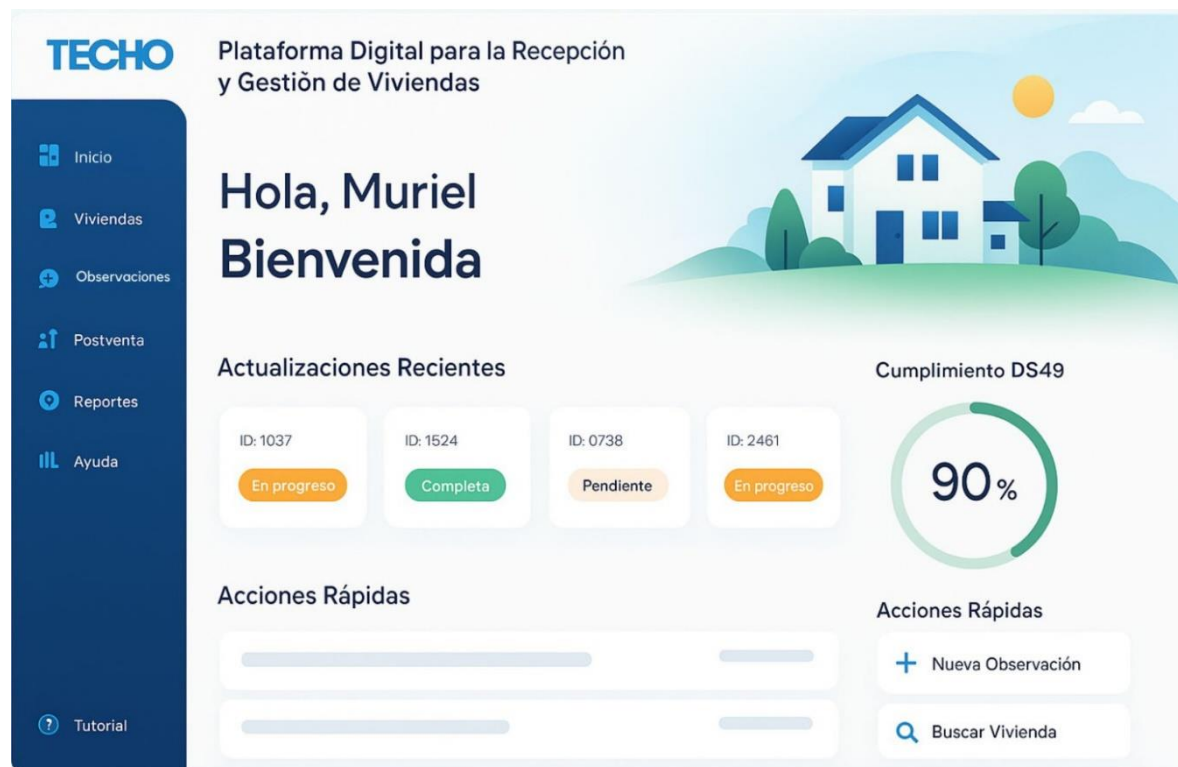 TECHO
Plataforma Digital para la Recepción
y Gestiòn de Viviendas
Inicio
Viviendas
Observaciones
Postventa
Reportes
Ayuda
Tutorial
Hola, Muriel
Bienvenida
Actualizaciones Recientes
ID: 1037
En progreso
ID: 1524
Completa
ID: 0738
Pendiente
ID: 2461
En progreso
Cumplimiento DS49
90 %
Acciones Rápidas
Acciones Rápidas
Nueva Observación
Buscar Vivienda